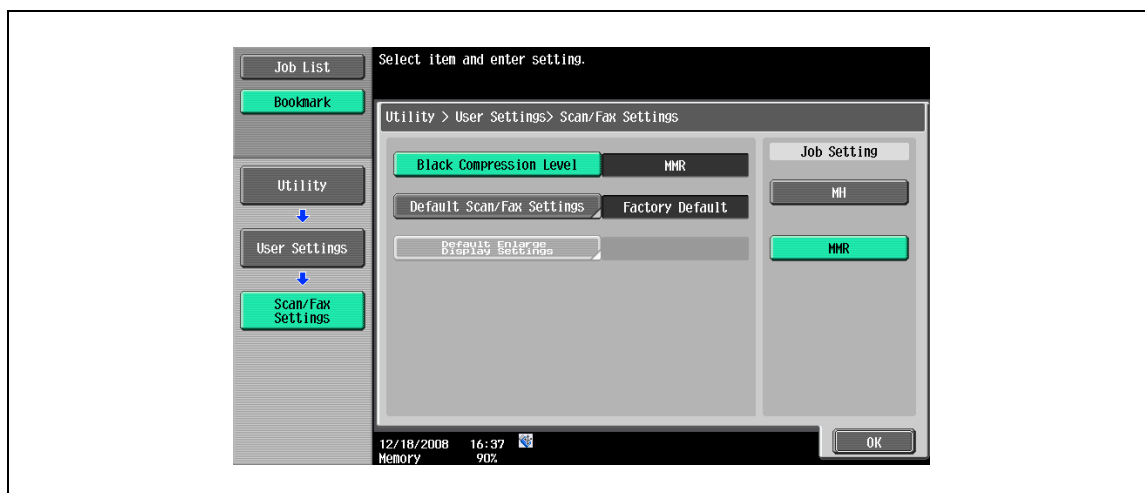 Job List
Bookmark
Select item and enter setting.
Utility > User Settings> Scan/Fax Settings
Utility
User Settings
Scan/Fax
Settings
Black Compression Level
MMR
Default Scan/Fax Settings
Factory Default
Default Enlarge
Display Settings
Job Setting
MH
MMR
12/18/2008 16:37
Memory 90%
OK